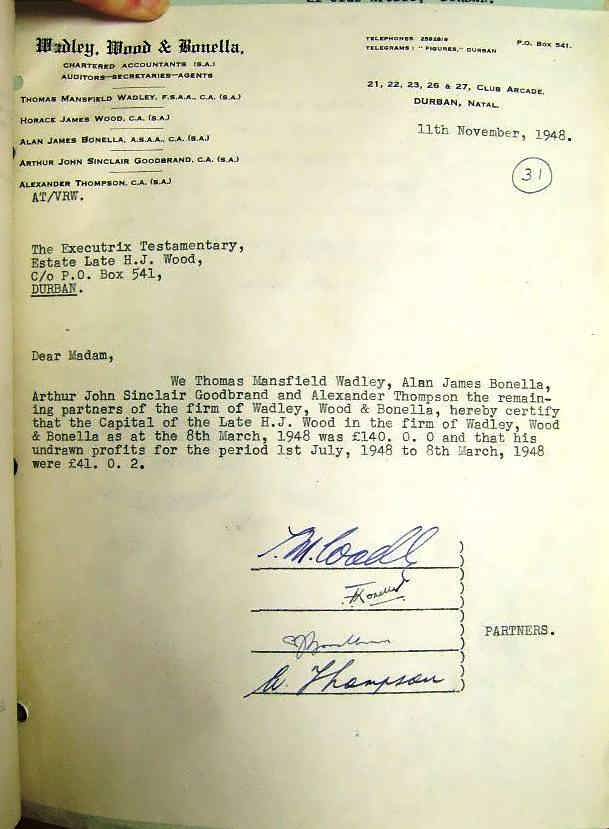 DURBAN.
Wadley, Wood & Bonella,
CHARTERED ACCOUNTANTS (S.A.)
AUDITORS—SECRETARIES—AGENTS
THOMAS MANSFIELD WADLEY, F.S.A.A., C.A. (S.A.)
HORACE JAMES WOOD, C.A. (S.A.)
ALAN JAMES BONELLA, A.S.A.A., C.A. (S.A.)
ARTHUR JOHN SINCLAIR GOODBRAND, C.A. (S.A.)
ALEXANDER THOMPSON, C.A. (S.A.)
AT/VRW.
TELEPHONES
TELEGRAMS: "FIGURES," DURBAN
P.O. BOX 541.
21, 22, 23, 26 & 27, CLUB ARCADE,
DURBAN, NATAL.
11th November, 1948.
31
The Executrix Testamentary,
Estate Late H.J. Wood,
C/o P.O. Box 541,
DURBAN.
Dear Madam,
We Thomas Mansfield Wadley, Alan James Bonella,
Arthur John Sinclair Goodbrand and Alexander Thompson the remain-
ing partners of the firm of Wadley, Wood & Bonella, hereby certify
that the Capital of the Late H.J. Wood in the firm of Wadley, Wood
& Bonella as at the 8th March, 1948 was £140. 0. 0 and that his
undrawn profits for the period 1st July, 1948 to 8th March, 1948
were £41. 0. 2.
PARTNERS.
A. Thompson